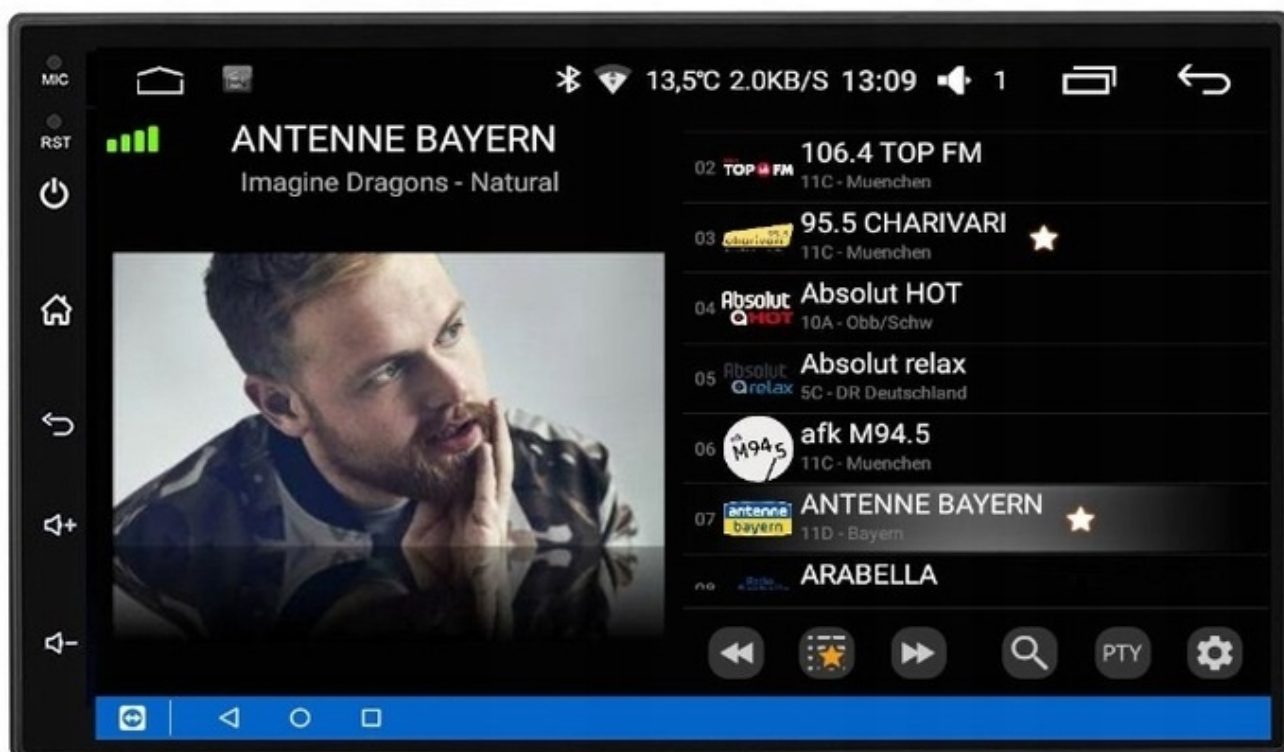 MIC
RST
13,5°C 2.0KB/S 13:09 1
ANTENNE BAYERN
Imagine Dragons - Natural
02 TOP FM 106.4 TOP FM
11C - Muenchen
03 charivari 95.5 CHARIVARI
11C - Muenchen
04 Absolut HOT Absolut HOT
10A - Obb/Schw
05 Absolut relax Absolut relax
5C - DR Deutschland
06 M94.5 afk M94.5
11C - Muenchen
07 antenne bayern ANTENNE BAYERN
11D - Bayern
ARABELLA
PTY